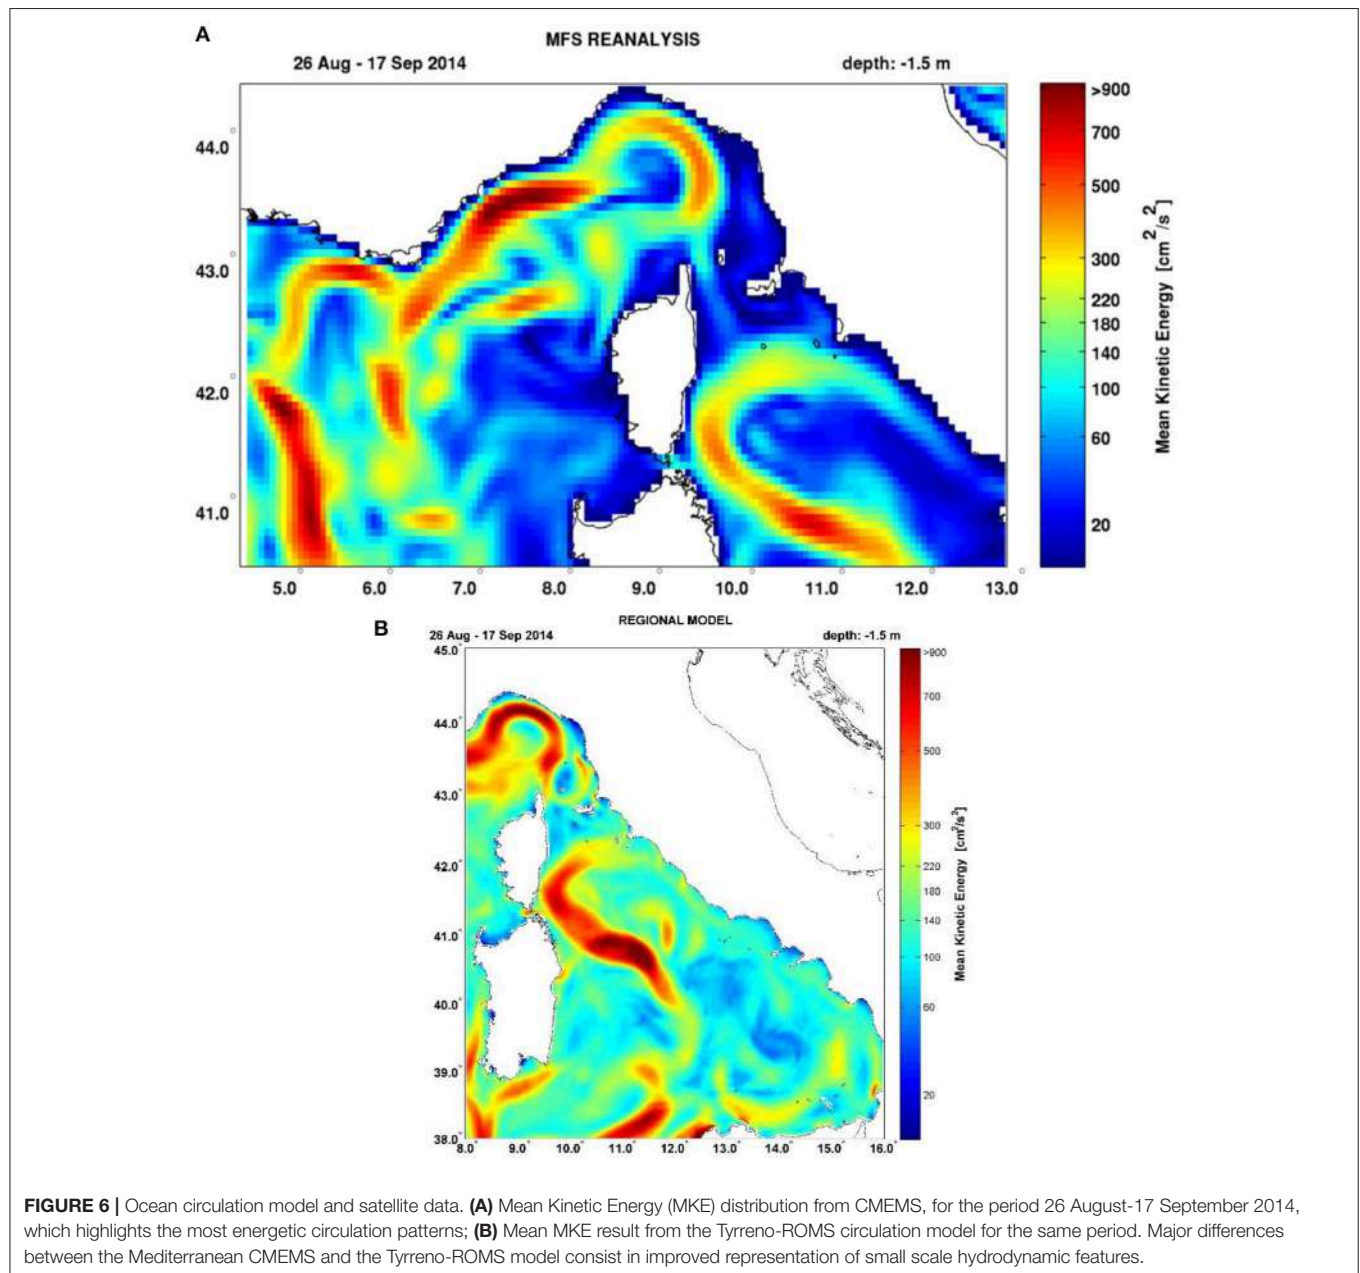 A
MFS REANALYSIS
26 Aug - 17 Sep 2014 depth: -1.5 m
44.0
43.0
42.0
41.0
5.0 6.0 7.0 8.0 9.0 10.0 11.0 12.0 13.0
>900
700
500
300
220
180
140
100
60
20
Mean Kinetic Energy [cm²/s²]
B
REGIONAL MODEL
26 Aug - 17 Sep 2014 depth: -1.5 m
45.0°
44.0°
43.0°
42.0°
41.0°
40.0°
39.0°
38.0°
8.0° 9.0° 10.0° 11.0° 12.0° 13.0° 14.0° 15.0° 16.0°
>900
700
500
300
220
180
140
100
60
20
Mean Kinetic Energy [cm²/s²]
FIGURE 6 | Ocean circulation model and satellite data. (A) Mean Kinetic Energy (MKE) distribution from CMEMS, for the period 26 August-17 September 2014,
which highlights the most energetic circulation patterns; (B) Mean MKE result from the Tyrreno-ROMS circulation model for the same period. Major differences
between the Mediterranean CMEMS and the Tyrreno-ROMS model consist in improved representation of small scale hydrodynamic features.